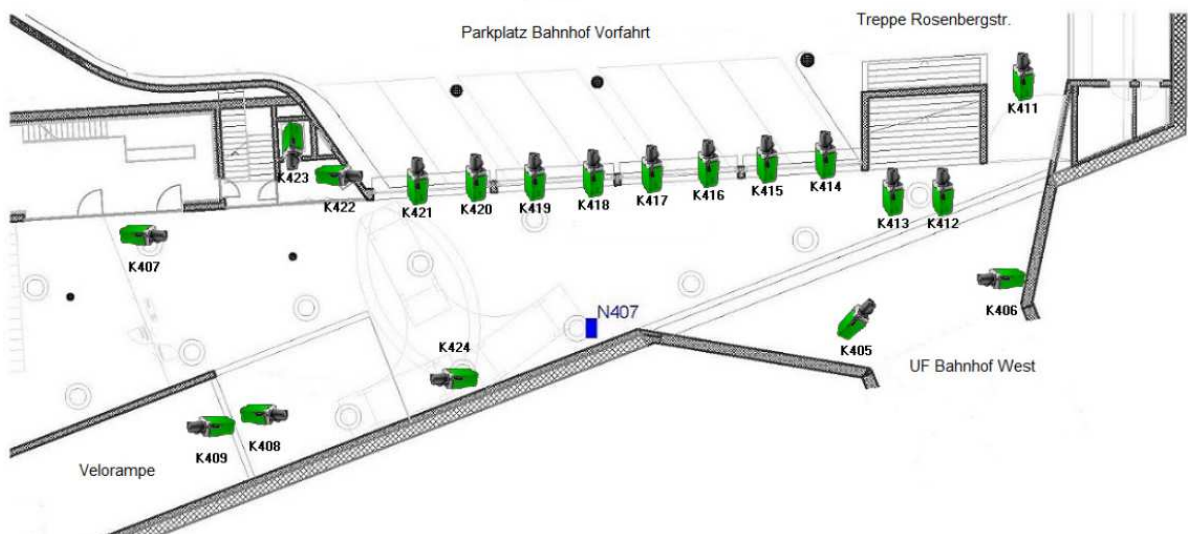 Treppe Rosenbergstr.
Parkplatz Bahnhof Vorfahrt
K411
K423
K422
K421
K420
K419
K418
K417
K416
K415
K414
K413
K412
K407
K406
N407
K405
K424
UF Bahnhof West
K409
K408
Velorampe